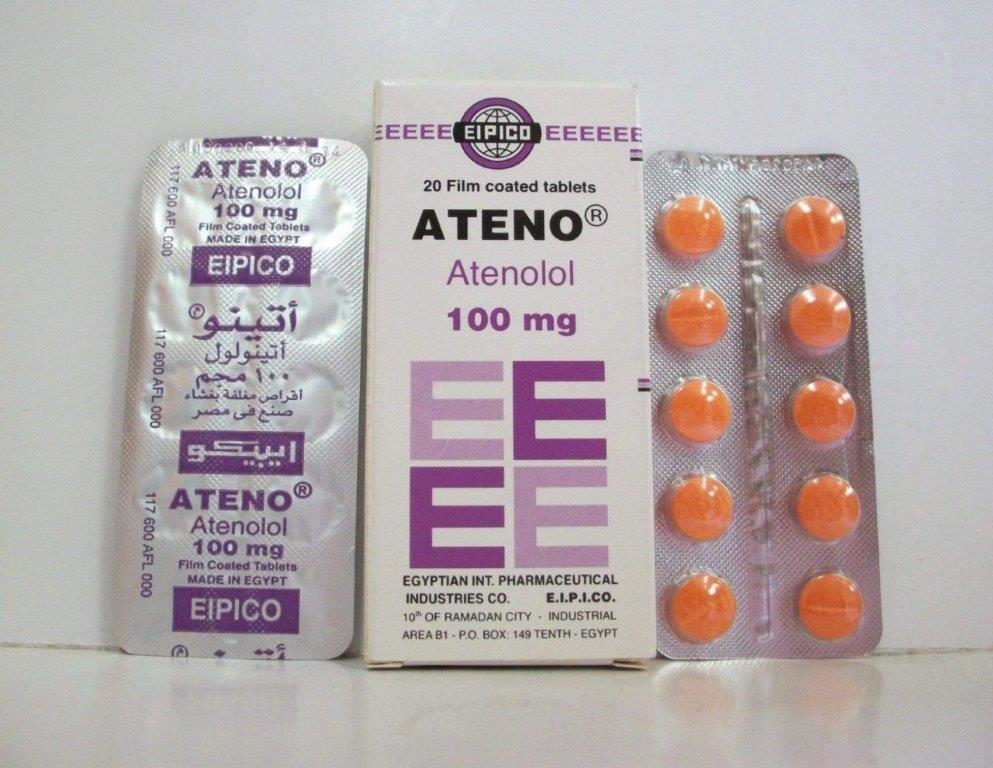 ATENO®
Atenolol
100 mg
Film Coated Tablets
MADE IN EGYPT
EIPICO
أتينو®
أتينولول
١٠٠ مجم
أقراص مغلفة بغشاء
صنع فى مصر
ايبيكو
ATENO®
Atenolol
100 mg
Film Coated Tablets
MADE IN EGYPT
EIPICO
117 600 AFL 000
117 600 AFL 000
117 600 AFL 000
EEEE EIPICO EEEEEE
20 Film coated tablets
ATENO®
Atenolol
100 mg
E E
E E
EGYPTIAN INT. PHARMACEUTICAL
INDUSTRIES CO. E.I.P.I.CO.
10th OF RAMADAN CITY - INDUSTRIAL
AREA B1 - P.O. BOX: 149 TENTH - EGYPT